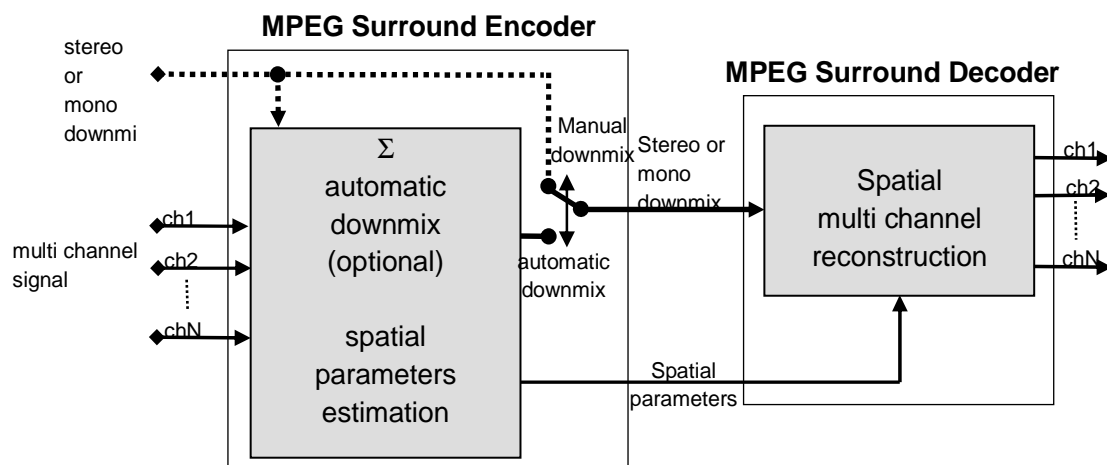 MPEG Surround Encoder
stereo
or
mono
downmi
MPEG Surround Decoder
Manual
downmix
Stereo or
mono
downmix
Σ
automatic
downmix
(optional)
spatial
parameters
estimation
multi channel
signal
ch1
ch2
chN
automatic
downmix
Spatial
parameters
Spatial
multi channel
reconstruction
ch1
ch2
chN